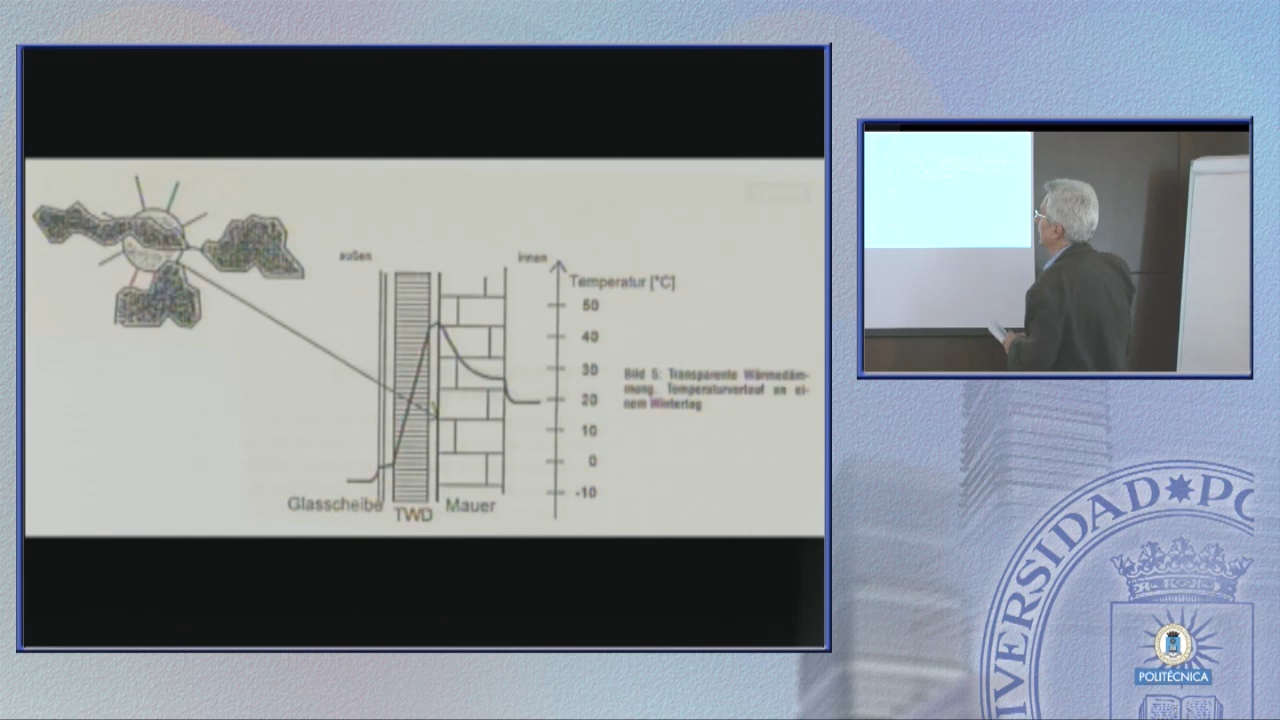 außen
innen
Temperatur [°C]
50
40
30
20
10
0
-10
Bild 5: Transparente Wärmedäm-
mung. Temperaturverlauf an ei-
nem Wintertag
Glasscheibe
TWD
Mauer
UNIVERSIDAD PO
POLITÉCNICA